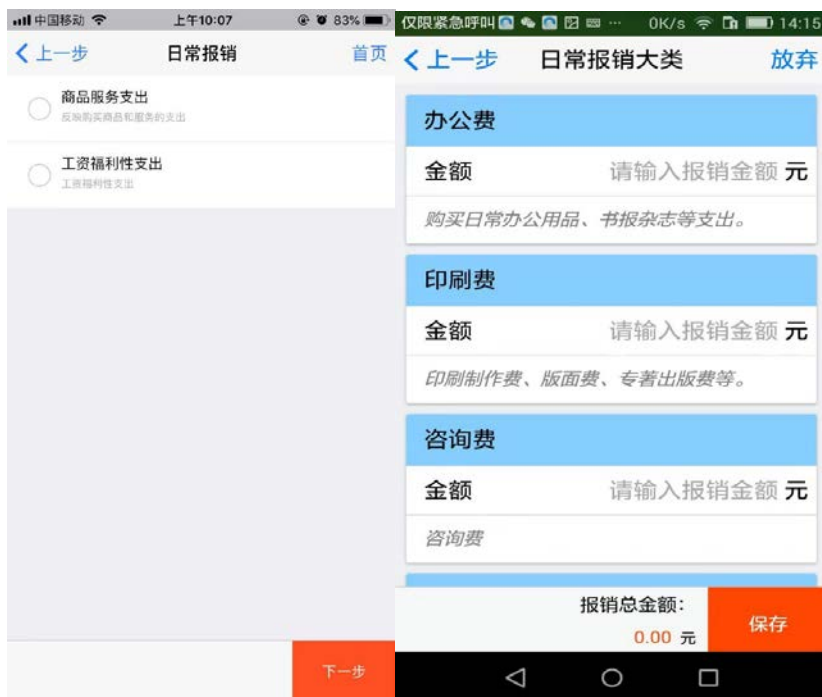 中国移动 上午10:07 83%
上一步 日常报销 首页
商品服务支出
反映购买商品和服务的支出
工资福利性支出
工资福利性支出
下一步
仅限紧急呼叫 ... 0K/s 14:15
上一步 日常报销大类 放弃
办公费
金额 请输入报销金额 元
购买日常办公用品、书报杂志等支出。
印刷费
金额 请输入报销金额 元
印刷制作费、版面费、专著出版费等。
咨询费
金额 请输入报销金额 元
咨询费
报销总金额:
0.00 元
保存